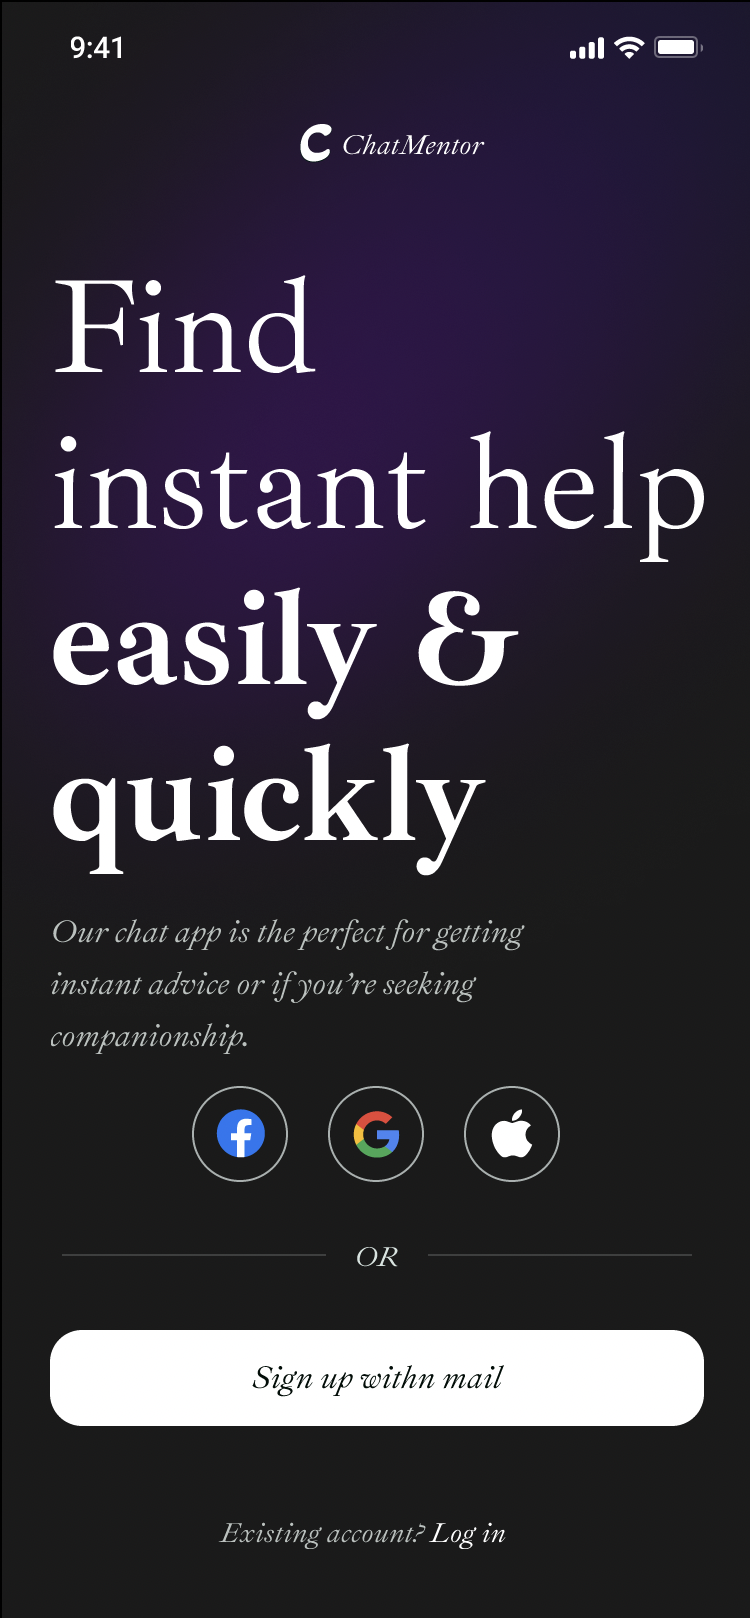 9:41
C ChatMentor
Find
instant help
easily &
quickly
Our chat app is the perfect for getting
instant advice or if you’re seeking
companionship.
OR
Sign up withn mail
Existing account? Log in